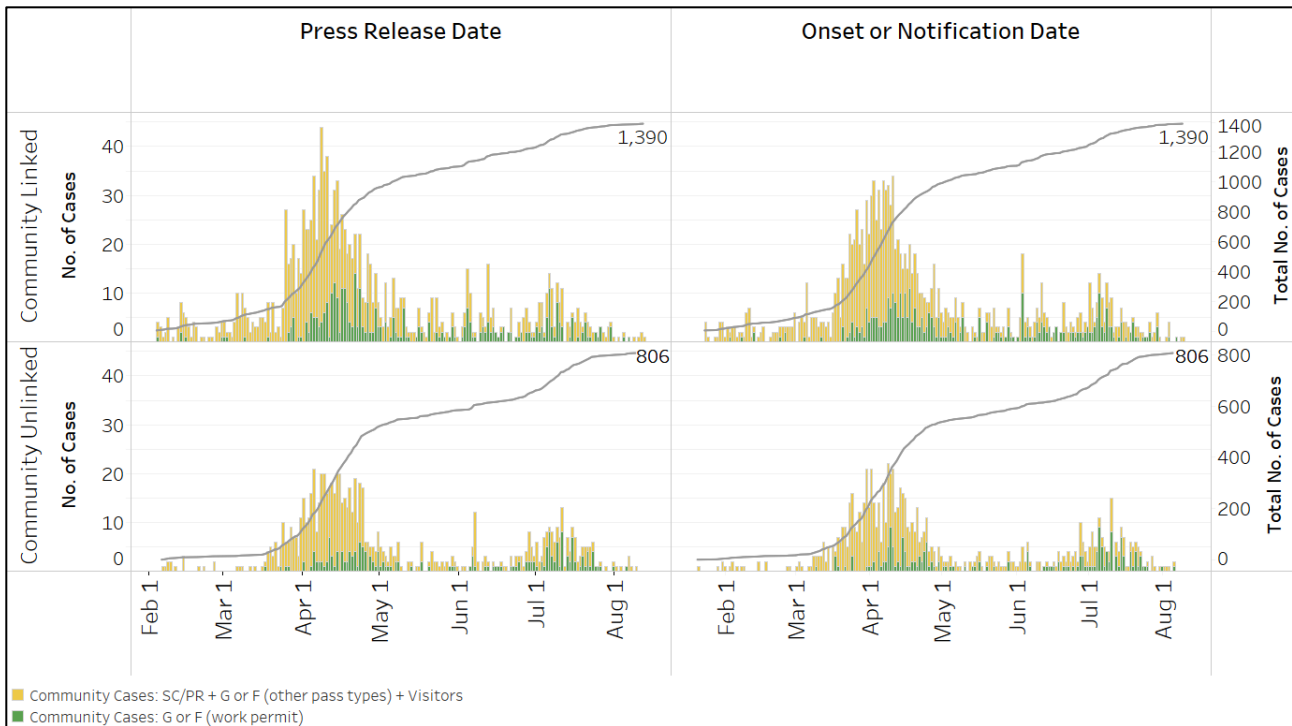 Press Release Date
Onset or Notification Date
Community Linked
No. of Cases
40
30
20
10
0
1,390
1,390
1400
1200
1000
800
600
400
200
0
Total No. of Cases
Community Unlinked
No. of Cases
40
30
20
10
0
806
806
800
600
400
200
0
Total No. of Cases
Feb 1
Mar 1
Apr 1
May 1
Jun 1
Jul 1
Aug 1
Feb 1
Mar 1
Apr 1
May 1
Jun 1
Jul 1
Aug 1
Community Cases: SC/PR + G or F (other pass types) + Visitors
Community Cases: G or F (work permit)